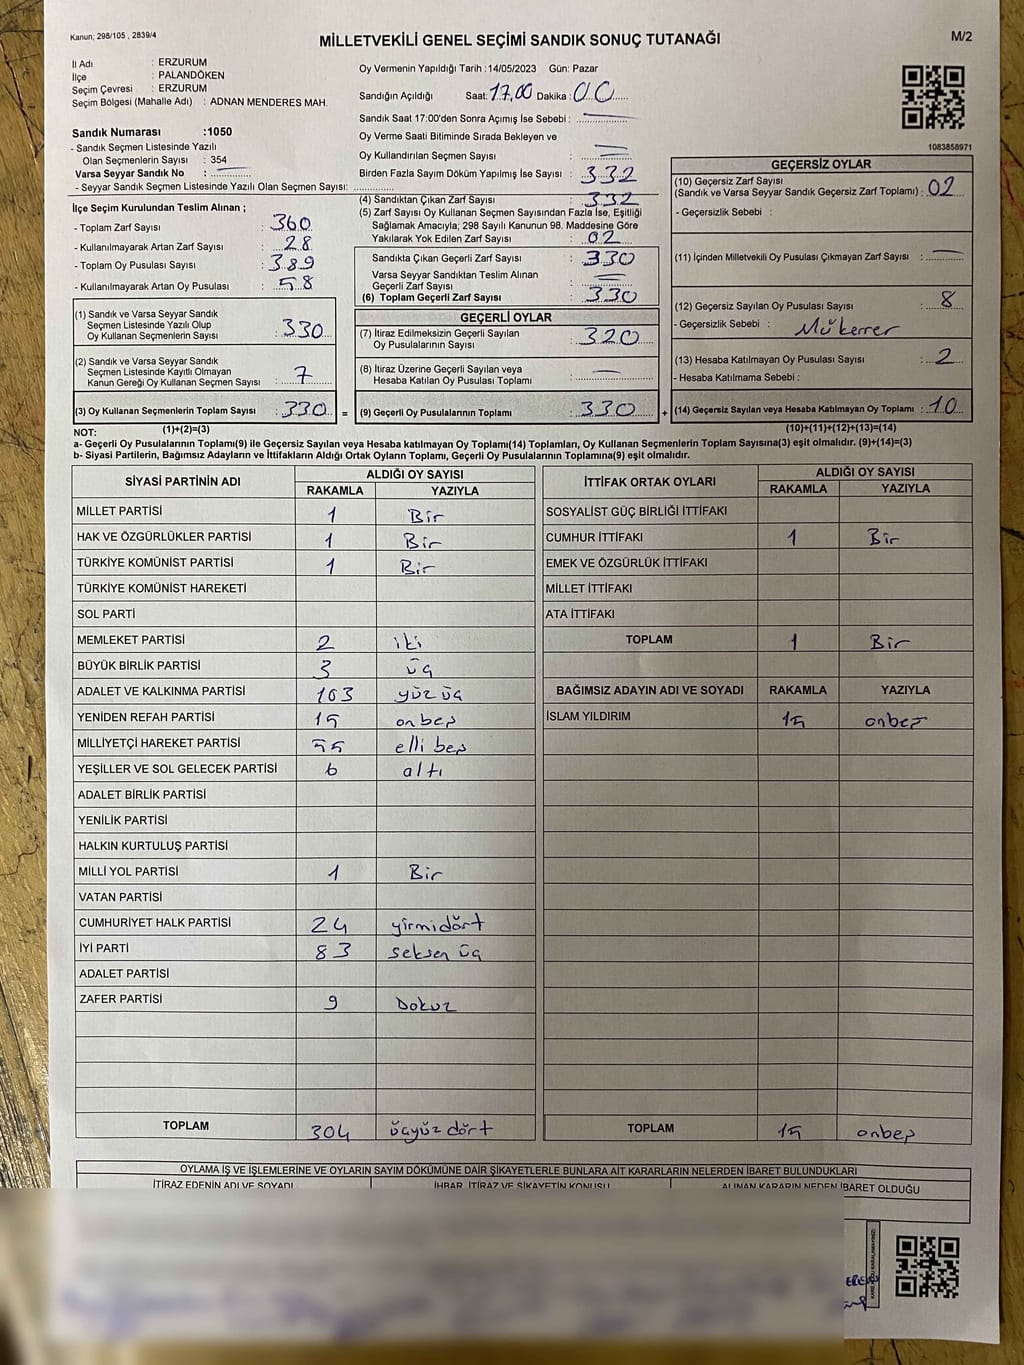 Kanun; 298/105 , 2839/4
MİLLETVEKİLİ GENEL SEÇİMİ SANDIK SONUÇ TUTANAĞI
M/2
İl Adı : ERZURUM
İlçe : PALANDÖKEN
Seçim Çevresi : ERZURUM
Seçim Bölgesi (Mahalle Adı) : ADNAN MENDERES MAH.
Sandık Numarası :1050
- Sandık Seçmen Listesinde Yazılı
Olan Seçmenlerin Sayısı : 354
Varsa Seyyar Sandık No :
- Seyyar Sandık Seçmen Listesinde Yazılı Olan Seçmen Sayısı:
İlçe Seçim Kurulundan Teslim Alınan ;
- Toplam Zarf Sayısı : 360
- Kullanılmayarak Artan Zarf Sayısı : 28
- Toplam Oy Pusulası Sayısı : 389
- Kullanılmayarak Artan Oy Pusulası : 58
(1) Sandık ve Varsa Seyyar Sandık
Seçmen Listesinde Yazılı Olup
Oy Kullanan Seçmenlerin Sayısı : 330
(2) Sandık ve Varsa Seyyar Sandık
Seçmen Listesinde Kayıtlı Olmayan
Kanun Gereği Oy Kullanan Seçmen Sayısı : 7
(3) Oy Kullanan Seçmenlerin Toplam Sayısı : 330 =
(1)+(2)=(3)
Oy Vermenin Yapıldığı Tarih :14/05/2023 Gün: Pazar
Sandığın Açıldığı Saat: 17,00 Dakika : 00
Sandık Saat 17:00'den Sonra Açımış İse Sebebi :
Oy Verme Saati Bitiminde Sırada Bekleyen ve
Oy Kullandırılan Seçmen Sayısı :
Birden Fazla Sayım Döküm Yapılmış İse Sayısı : 332
(4) Sandıktan Çıkan Zarf Sayısı : 332
(5) Zarf Sayısı Oy Kullanan Seçmen Sayısından Fazla İse, Eşitliği
Sağlamak Amacıyla; 298 Sayılı Kanunun 98. Maddesine Göre
Yakılarak Yok Edilen Zarf Sayısı : 02
Sandıkta Çıkan Geçerli Zarf Sayısı : 330
Varsa Seyyar Sandıktan Teslim Alınan
Geçerli Zarf Sayısı :
(6) Toplam Geçerli Zarf Sayısı : 330
GEÇERLİ OYLAR
(7) İtiraz Edilmeksizin Geçerli Sayılan
Oy Pusulalarının Sayısı : 320
(8) İtiraz Üzerine Geçerli Sayılan veya
Hesaba Katılan Oy Pusulası Toplamı :
(9) Geçerli Oy Pusulalarının Toplamı : 330 +
1083858971
GEÇERSİZ OYLAR
(10) Geçersiz Zarf Sayısı
(Sandık ve Varsa Seyyar Sandık Geçersiz Zarf Toplamı) : 02
- Geçersizlik Sebebi :
(11) İçinden Milletvekili Oy Pusulası Çıkmayan Zarf Sayısı :
(12) Geçersiz Sayılan Oy Pusulası Sayısı : 8
- Geçersizlik Sebebi : Mükerrer
(13) Hesaba Katılmayan Oy Pusulası Sayısı : 2
- Hesaba Katılmama Sebebi :
(14) Geçersiz Sayılan veya Hesaba Katılmayan Oy Toplamı : 10
(10)+(11)+(12)+(13)=(14)
NOT:
a- Geçerli Oy Pusulalarının Toplamı(9) ile Geçersiz Sayılan veya Hesaba katılmayan Oy Toplamı(14) Toplamları, Oy Kullanan Seçmenlerin Toplam Sayısına(3) eşit olmalıdır. (9)+(14)=(3)
b- Siyasi Partilerin, Bağımsız Adayların ve İttifakların Aldığı Ortak Oyların Toplamı, Geçerli Oy Pusulalarının Toplamına(9) eşit olmalıdır.
SİYASİ PARTİNİN ADI ALDIĞI OY SAYISI
RAKAMLA YAZIYLA
MİLLET PARTİSİ 1 Bir
HAK VE ÖZGÜRLÜKLER PARTİSİ 1 Bir
TÜRKİYE KOMÜNİST PARTİSİ 1 Bir
TÜRKİYE KOMÜNİST HAREKETİ
SOL PARTİ
MEMLEKET PARTİSİ 2 iki
BÜYÜK BİRLİK PARTİSİ 3 üç
ADALET VE KALKINMA PARTİSİ 103 yüz üç
YENİDEN REFAH PARTİSİ 15 onbeş
MİLLİYETÇİ HAREKET PARTİSİ 55 elli beş
YEŞİLLER VE SOL GELECEK PARTİSİ 6 altı
ADALET BİRLİK PARTİSİ
YENİLİK PARTİSİ
HALKIN KURTULUŞ PARTİSİ
MİLLİ YOL PARTİSİ 1 Bir
VATAN PARTİSİ
CUMHURİYET HALK PARTİSİ 24 yirmidört
İYİ PARTİ 83 seksen üç
ADALET PARTİSİ
ZAFER PARTİSİ 9 Dokuz
TOPLAM 304 üçyüz dört
İTTİFAK ORTAK OYLARI ALDIĞI OY SAYISI
RAKAMLA YAZIYLA
SOSYALİST GÜÇ BİRLİĞİ İTTİFAKI
CUMHUR İTTİFAKI 1 Bir
EMEK VE ÖZGÜRLÜK İTTİFAKI
MİLLET İTTİFAKI
ATA İTTİFAKI
TOPLAM 1 Bir
BAĞIMSIZ ADAYIN ADI VE SOYADI RAKAMLA YAZIYLA
İSLAM YILDIRIM 15 onbeş
TOPLAM 15 onbeş
OYLAMA İŞ VE İŞLEMLERİNE VE OYLARIN SAYIM DÖKÜMÜNE DAİR ŞİKAYETLERLE BUNLARA AİT KARARLARIN NELERDEN İBARET BULUNDUKLARI
İTİRAZ EDENİN ADI VE SOYADI İHBAR, İTİRAZ VE ŞİKAYETİN KONUSU ALINAN KARARIN NEDEN İBARET OLDUĞU